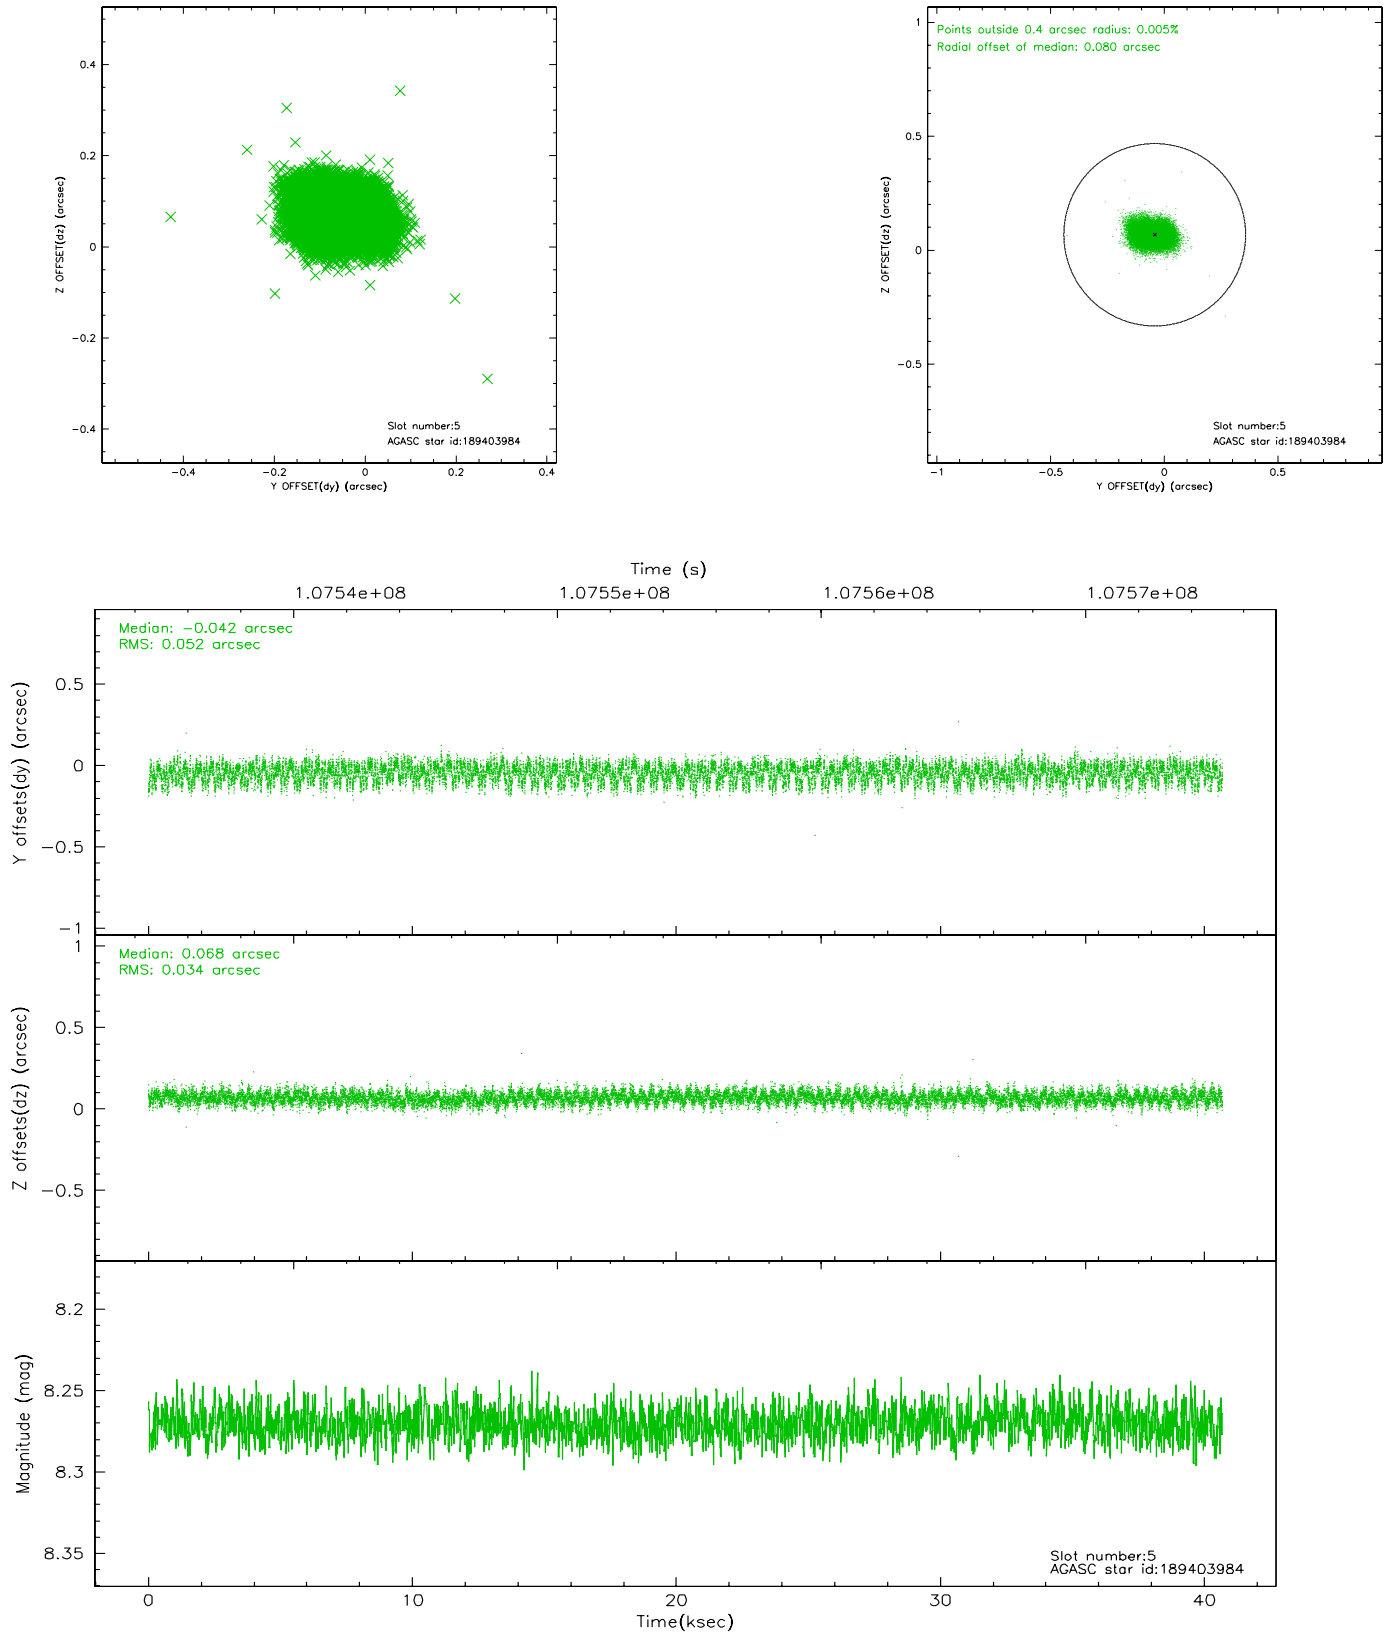 0.4
0.2
0
−0.2
−0.4
Z OFFSET(dz) (arcsec)
Slot number:5
AGASC star id:189403984
−0.4 −0.2 0 0.2 0.4
Y OFFSET(dy) (arcsec)
Points outside 0.4 arcsec radius: 0.005%
Radial offset of median: 0.080 arcsec
1
0.5
0
−0.5
Z OFFSET(dz) (arcsec)
Slot number:5
AGASC star id:189403984
−1 −0.5 0 0.5
Y OFFSET(dy) (arcsec)
Time (s)
1.0754e+08 1.0755e+08 1.0756e+08 1.0757e+08
Median: −0.042 arcsec
RMS: 0.052 arcsec
0.5
0
−0.5
−1
Y offsets(dy) (arcsec)
Median: 0.068 arcsec
RMS: 0.034 arcsec
1
0.5
0
−0.5
Z offsets(dz) (arcsec)
8.2
8.25
8.3
8.35
Magnitude (mag)
Slot number:5
AGASC star id:189403984
0 10 20 30 40
Time(ksec)